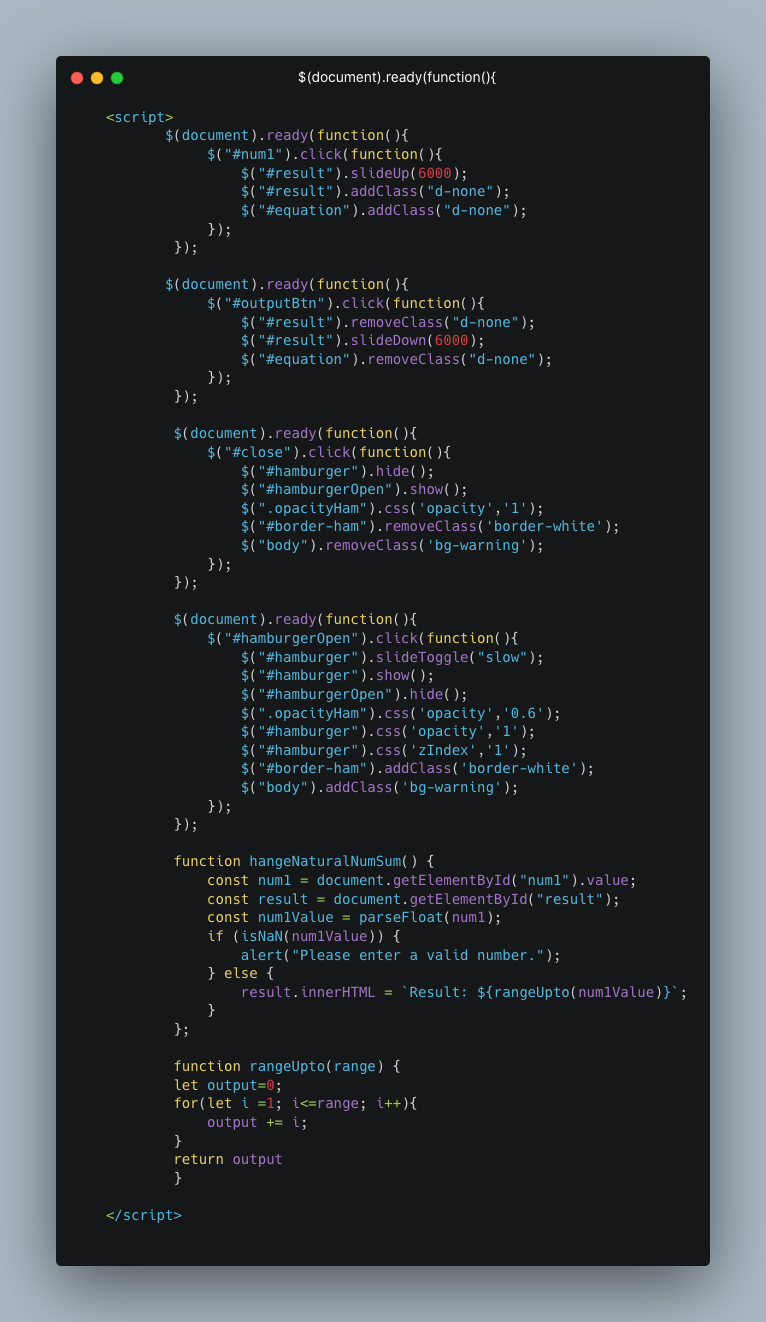 $(document).ready(function(){
<script>
$(document).ready(function(){
$("#num1").click(function(){
$("#result").slideUp(6000);
$("#result").addClass("d-none");
$("#equation").addClass("d-none");
});
});
$(document).ready(function(){
$("#outputBtn").click(function(){
$("#result").removeClass("d-none");
$("#result").slideDown(6000);
$("#equation").removeClass("d-none");
});
});
$(document).ready(function(){
$("#close").click(function(){
$("#hamburger").hide();
$("#hamburgerOpen").show();
$(".opacityHam").css('opacity','1');
$("#border-ham").removeClass('border-white');
$("body").removeClass('bg-warning');
});
});
$(document).ready(function(){
$("#hamburgerOpen").click(function(){
$("#hamburger").slideToggle("slow");
$("#hamburger").show();
$("#hamburgerOpen").hide();
$(".opacityHam").css('opacity','0.6');
$("#hamburger").css('opacity','1');
$("#hamburger").css('zIndex','1');
$("#border-ham").addClass('border-white');
$("body").addClass('bg-warning');
});
});
function hangeNaturalNumSum() {
const num1 = document.getElementById("num1").value;
const result = document.getElementById("result");
const num1Value = parseFloat(num1);
if (isNaN(num1Value)) {
alert("Please enter a valid number.");
} else {
result.innerHTML = `Result: ${rangeUpto(num1Value)}`;
}
};
function rangeUpto(range) {
let output=0;
for(let i =1; i<=range; i++){
output += i;
}
return output
}
</script>